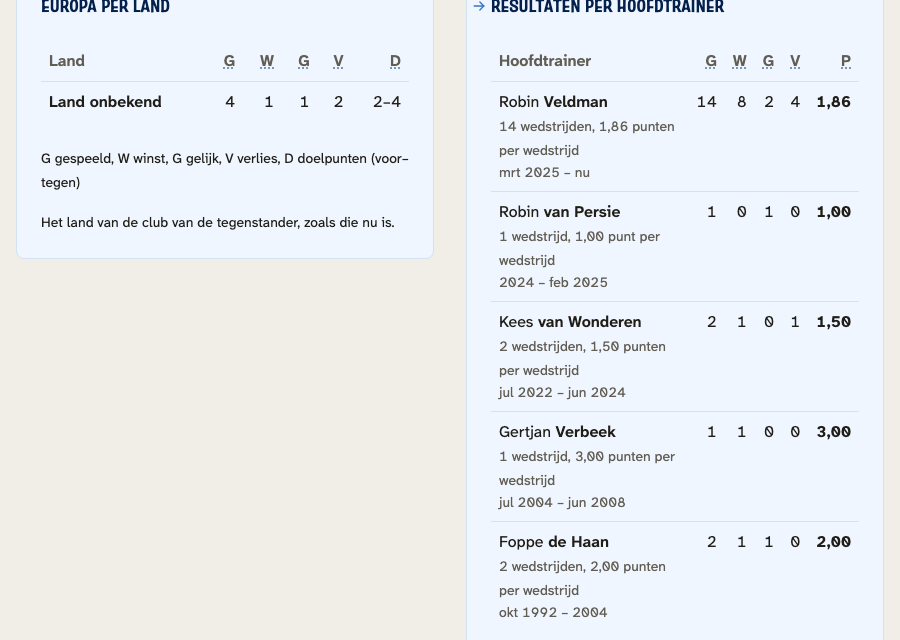 EUROPA PER LAND
Land G W G V D
Land onbekend 4 1 1 2 2–4
G gespeeld, W winst, G gelijk, V verlies, D doelpunten (voor–
tegen)
Het land van de club van de tegenstander, zoals die nu is.
→ RESULTATEN PER HOOFDTRAINER
Hoofdtrainer G W G V P
Robin Veldman 14 8 2 4 1,86
14 wedstrijden, 1,86 punten
per wedstrijd
mrt 2025 – nu
Robin van Persie 1 0 1 0 1,00
1 wedstrijd, 1,00 punt per
wedstrijd
2024 – feb 2025
Kees van Wonderen 2 1 0 1 1,50
2 wedstrijden, 1,50 punten
per wedstrijd
jul 2022 – jun 2024
Gertjan Verbeek 1 1 0 0 3,00
1 wedstrijd, 3,00 punten per
wedstrijd
jul 2004 – jun 2008
Foppe de Haan 2 1 1 0 2,00
2 wedstrijden, 2,00 punten
per wedstrijd
okt 1992 – 2004